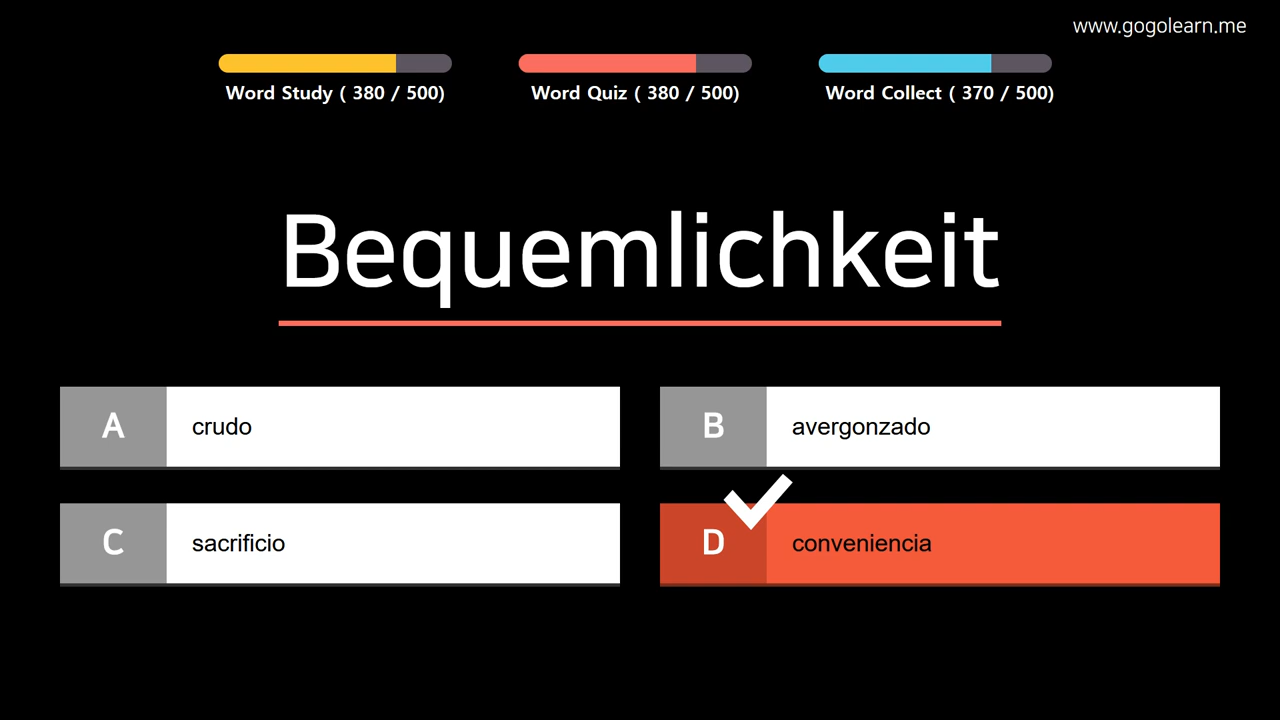 www.gogolearn.me
Word Study ( 380 / 500)
Word Quiz ( 380 / 500)
Word Collect ( 370 / 500)
Bequemlichkeit
A
crudo
B
avergonzado
C
sacrificio
D
conveniencia